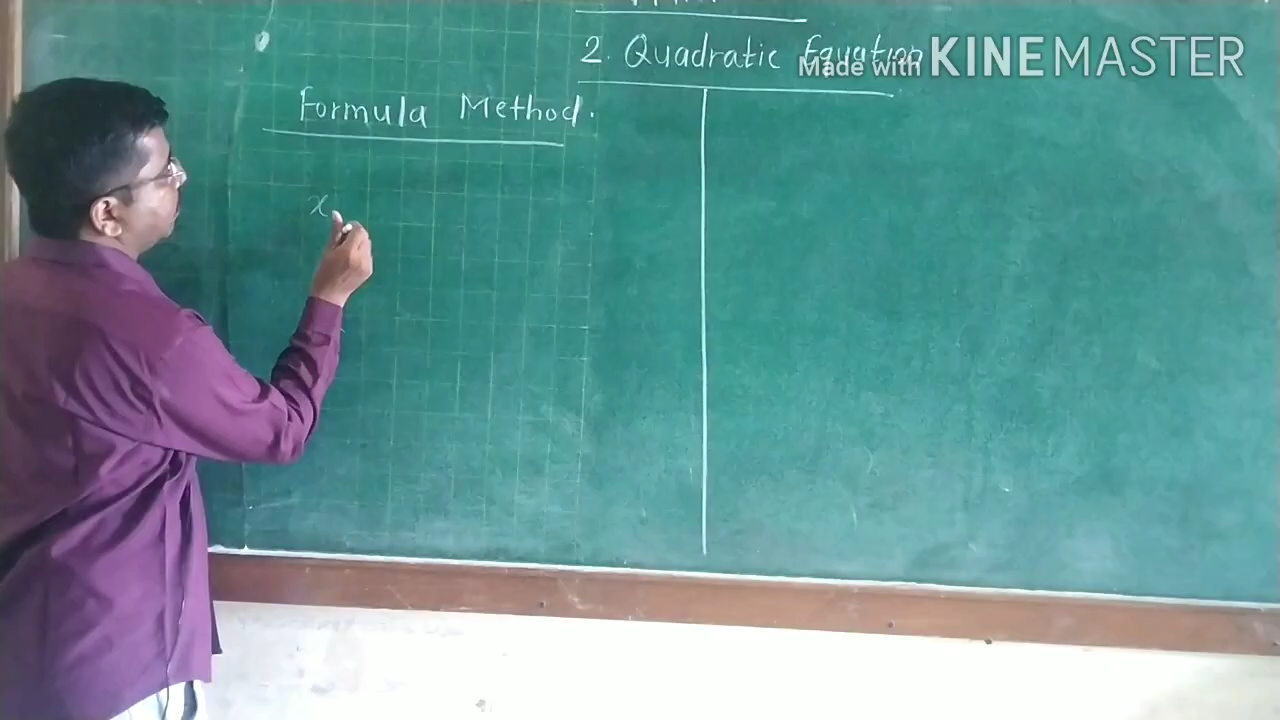 2. Quadratic Equation
Made with KINEMASTER
Formula Method.
x